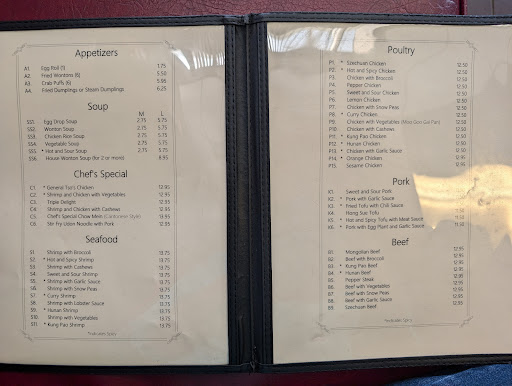 Appetizers
A1. Egg Roll (1) 1.75
A2. Fried Wontons (6) 5.50
A3. Crab Puffs (6) 5.95
A4. Fried Dumplings or Steam Dumplings 6.25
Soup
M L
SS1. Egg Drop Soup 2.75 5.75
SS2. Wonton Soup 2.75 5.75
SS3. Chicken Rice Soup 2.75 5.75
SS4. Vegetable Soup 2.75 5.75
SS5. * Hot and Sour Soup 2.75 5.75
SS6. House Wonton Soup (for 2 or more) 8.95
Chef's Special
C1. * General Tso's Chicken 12.95
C2. * Shrimp and Chicken with Vegetables 12.95
C3. Triple Delight 12.95
C4. Shrimp and Chicken with Cashews 12.95
C5. Chef's Special Chow Mein (Cantonese Style) 13.95
C6. Stir Fry Udon Noodle with Pork 12.95
Seafood
S1. Shrimp with Broccoli 13.75
S2. * Hot and Spicy Shrimp 13.75
S3. Shrimp with Cashews 13.75
S4. Sweet and Sour Shrimp 13.75
S5. * Shrimp with Garlic Sauce 13.75
S6. Shrimp with Snow Peas 13.75
S7. * Curry Shrimp 13.75
S8. Shrimp with Lobster Sauce 13.75
S9. * Hunan Shrimp 13.75
S10. Shrimp with Vegetables 13.75
S11. * Kung Pao Shrimp 13.75
*Indicates Spicy
Poultry
P1. * Szechuan Chicken 12.50
P2. * Hot and Spicy Chicken 12.50
P3. Chicken with Broccoli 12.50
P4. Pepper Chicken 12.50
P5. Sweet and Sour Chicken 12.50
P6. Lemon Chicken 12.50
P7. Chicken with Snow Peas 12.50
P8. * Curry Chicken 12.50
P9. Chicken with Vegetables (Moo Goo Gai Pan) 12.50
P10. Chicken with Cashews 12.50
P11. * Kung Pao Chicken 12.50
P12. * Hunan Chicken 12.50
P13. * Chicken with Garlic Sauce 12.50
P14. * Orange Chicken 12.95
P15. Sesame Chicken 12.95
Pork
K1. Sweet and Sour Pork
K2. * Pork with Garlic Sauce
K3. * Fried Tofu with Chili Sauce
K4. Hong Sue Tofu
K5. * Hot and Spicy Tofu with Meat Sauce
K6. * Pork with Egg Plant and Garlic Sauce
Beef
B1. Mongolian Beef 12.95
B2. Beef with Broccoli 12.95
B3. * Kung Pao Beef 12.95
B4. * Hunan Beef 12.95
B5. Pepper Steak 12.95
B6. Beef with Vegetables 12.95
B7. Beef with Snow Peas 12.95
B8. Beef with Garlic Sauce 12.95
B9. Szechuan Beef 12.95
*Indicates Spicy